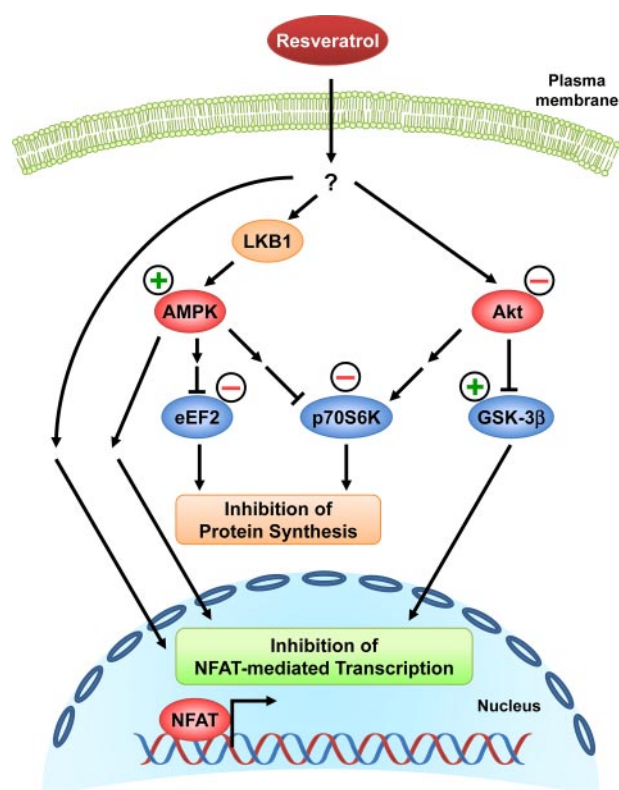 Resveratrol
Plasma
membrane
?
LKB1
+
AMPK
−
Akt
−
eEF2
−
p70S6K
+
GSK-3β
Inhibition of
Protein Synthesis
Inhibition of
NFAT-mediated Transcription
NFAT
Nucleus